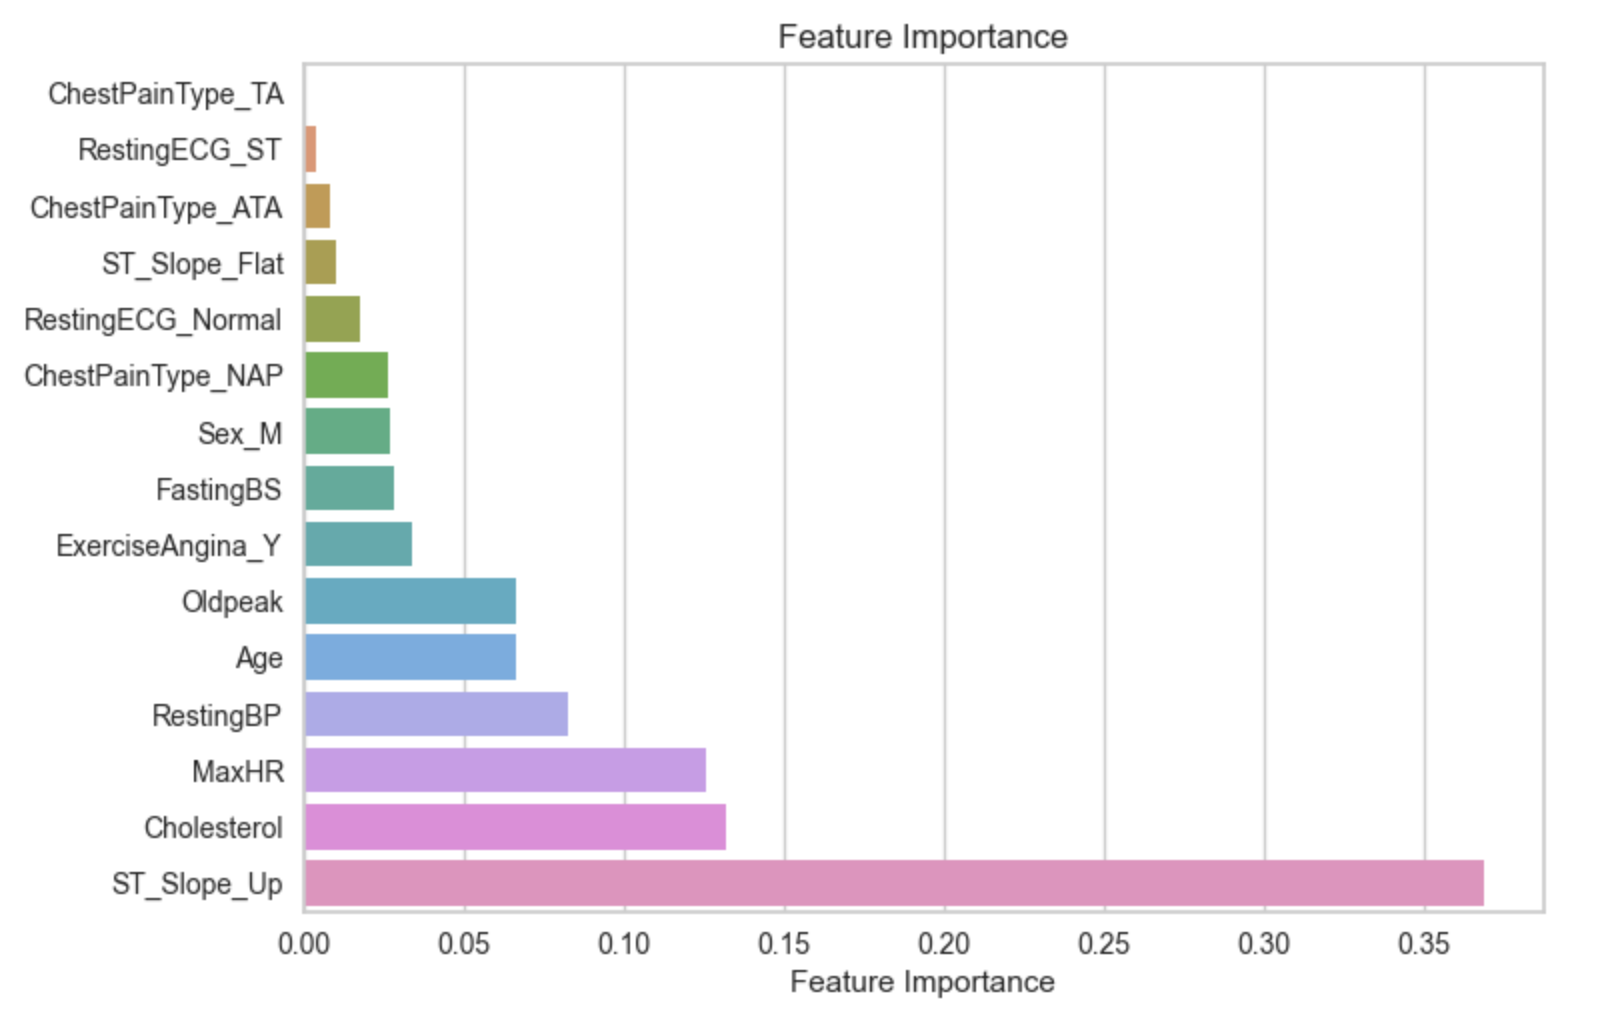 Feature Importance
ChestPainType_TA
RestingECG_ST
ChestPainType_ATA
ST_Slope_Flat
RestingECG_Normal
ChestPainType_NAP
Sex_M
FastingBS
ExerciseAngina_Y
Oldpeak
Age
RestingBP
MaxHR
Cholesterol
ST_Slope_Up
0.00 0.05 0.10 0.15 0.20 0.25 0.30 0.35
Feature Importance